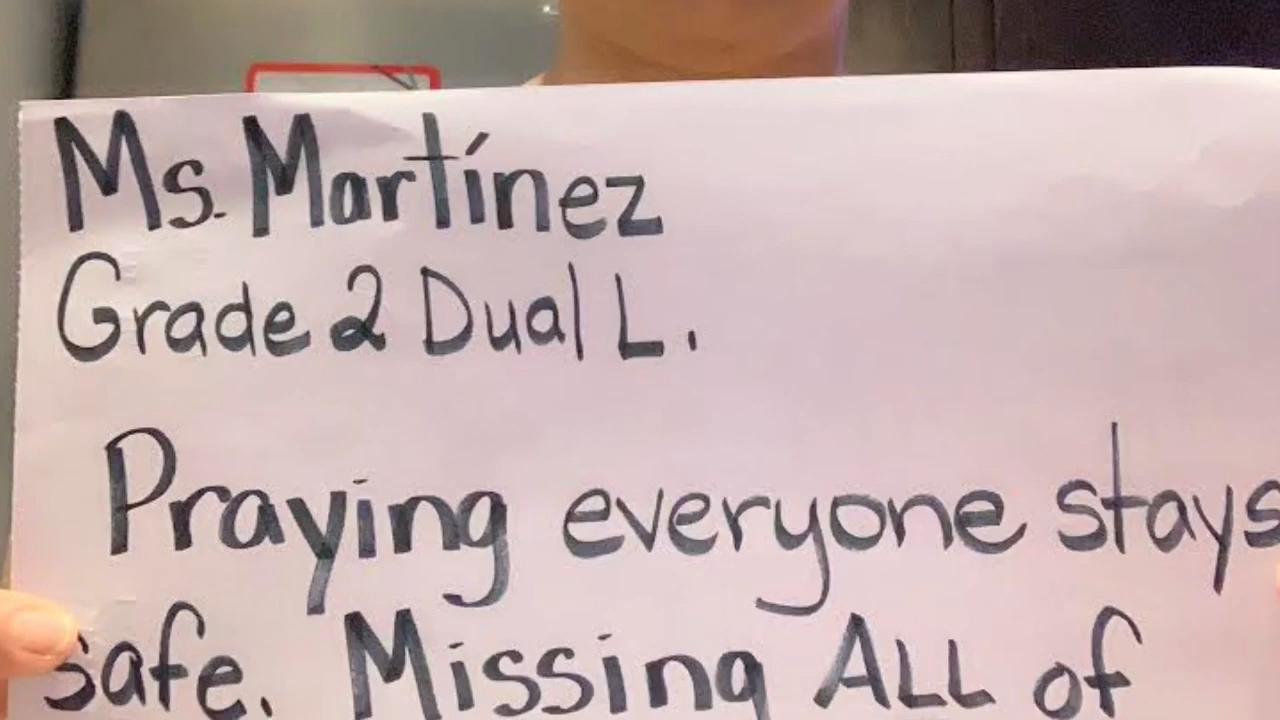 Ms. Martínez
Grade 2 Dual L.
Praying everyone stays
safe. Missing ALL of